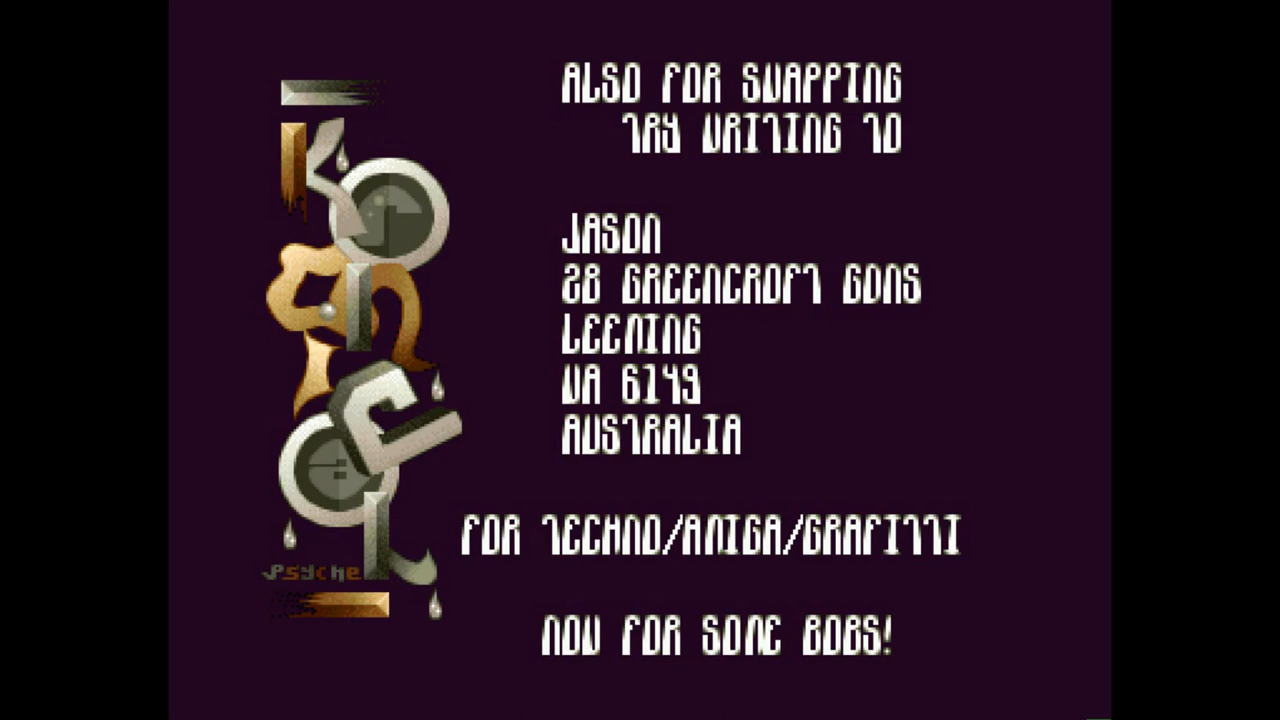 ALSO FOR SWAPPING
TRY WRITING TO
JASON
28 GREENCROFT GDNS
LEEMING
WA 6149
AUSTRALIA
FOR TECHNO/AMIGA/GRAFITTI
PSYCHE
NOW FOR SOME BOBS!